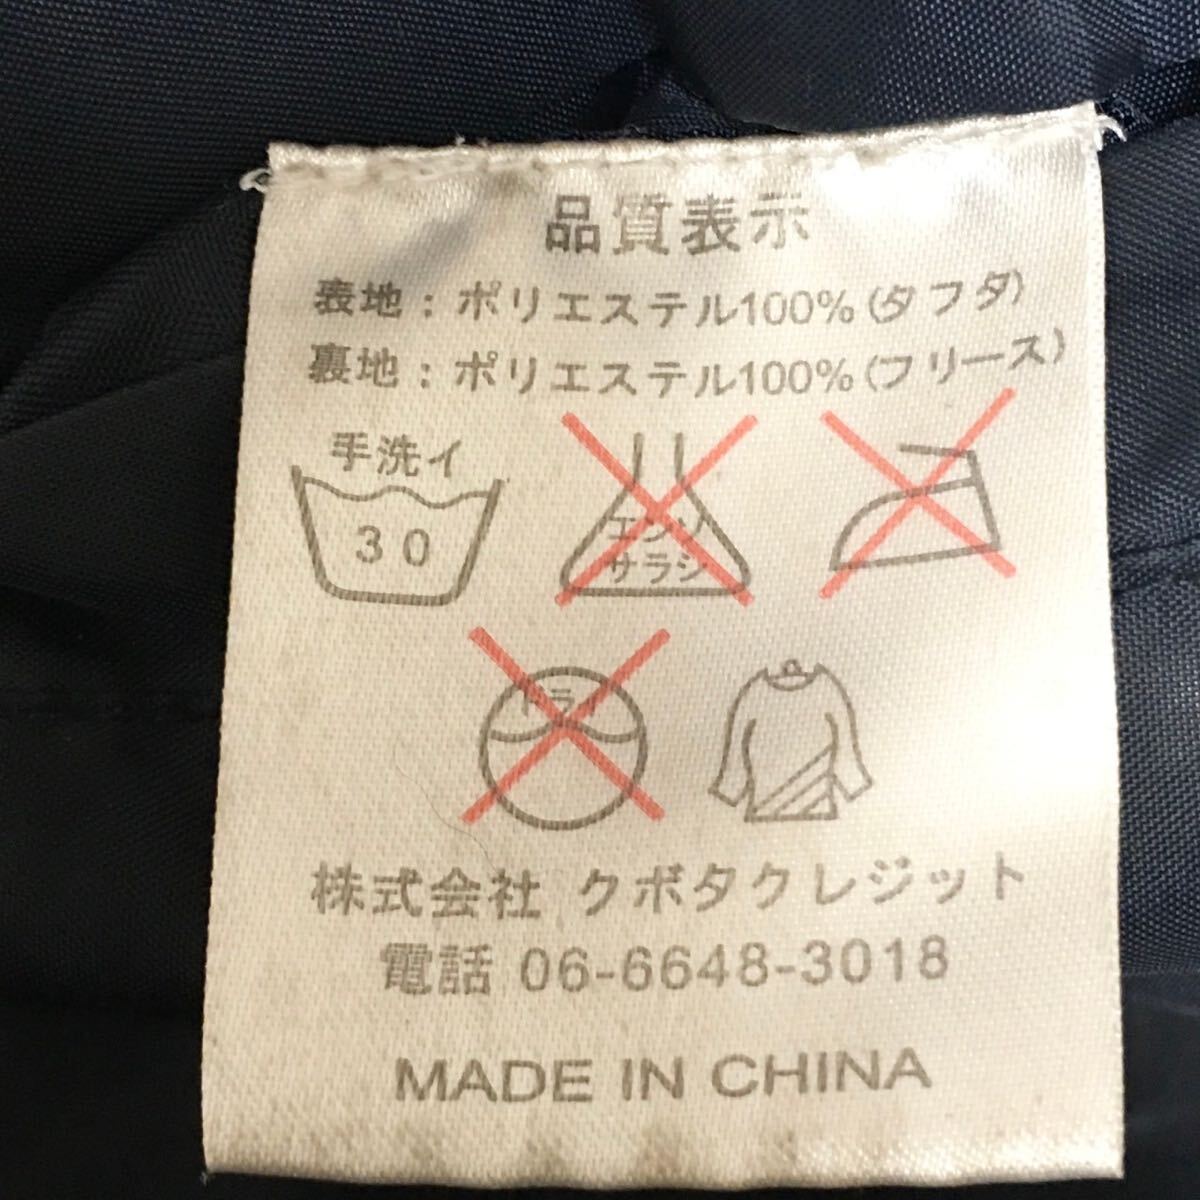 品質表示
表地：ポリエステル100%(タフタ)
裏地：ポリエステル100%(フリース)
手洗イ
30
エンソ
サラシ
ドライ
株式会社 クボタクレジット
電話 06-6648-3018
MADE IN CHINA